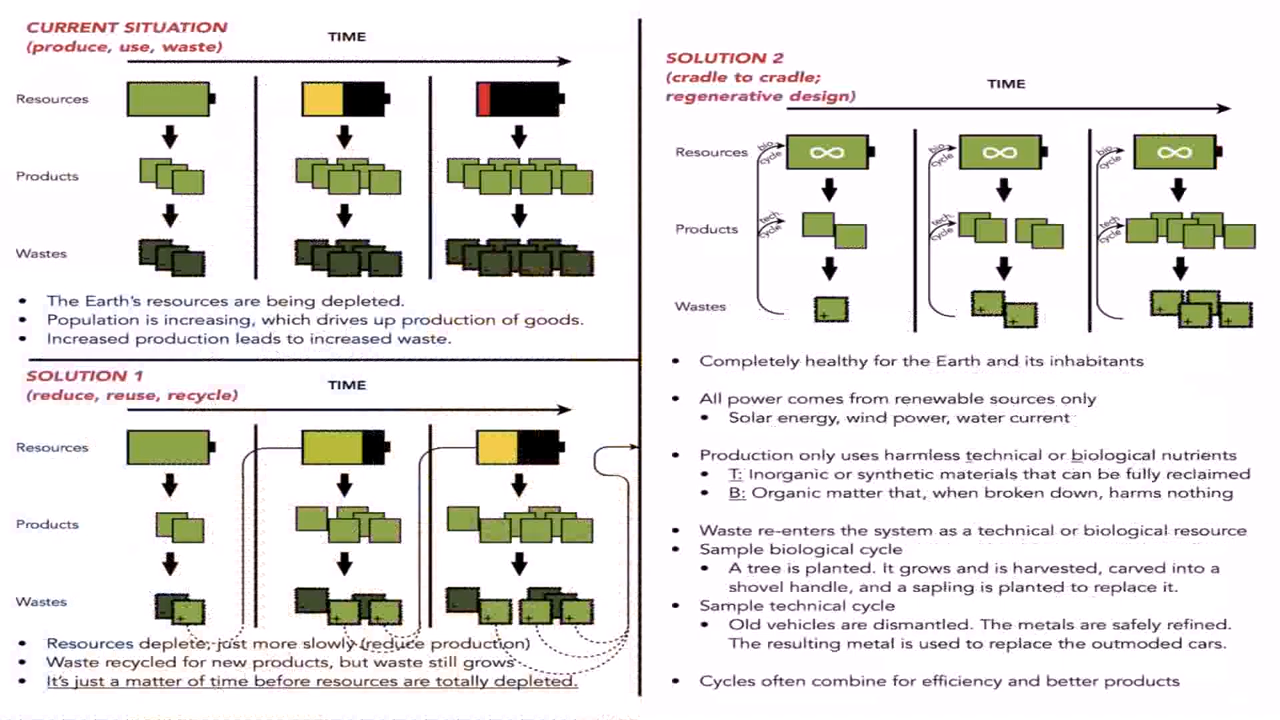 CURRENT SITUATION
(produce, use, waste)
TIME
Resources
Products
Wastes
• The Earth's resources are being depleted.
• Population is increasing, which drives up production of goods.
• Increased production leads to increased waste.
SOLUTION 1
(reduce, reuse, recycle)
TIME
Resources
Products
Wastes
• Resources deplete, just more slowly (reduce production)
• Waste recycled for new products, but waste still grows
• It's just a matter of time before resources are totally depleted.
SOLUTION 2
(cradle to cradle;
regenerative design)
TIME
Resources
bio
cycle
∞
bio
cycle
∞
bio
cycle
∞
Products
tech.
cycle
tech.
cycle
tech.
cycle
Wastes
• Completely healthy for the Earth and its inhabitants
• All power comes from renewable sources only
• Solar energy, wind power, water current
• Production only uses harmless technical or biological nutrients
• T: Inorganic or synthetic materials that can be fully reclaimed
• B: Organic matter that, when broken down, harms nothing
• Waste re-enters the system as a technical or biological resource
• Sample biological cycle
• A tree is planted. It grows and is harvested, carved into a
shovel handle, and a sapling is planted to replace it.
• Sample technical cycle
• Old vehicles are dismantled. The metals are safely refined.
The resulting metal is used to replace the outmoded cars.
• Cycles often combine for efficiency and better products